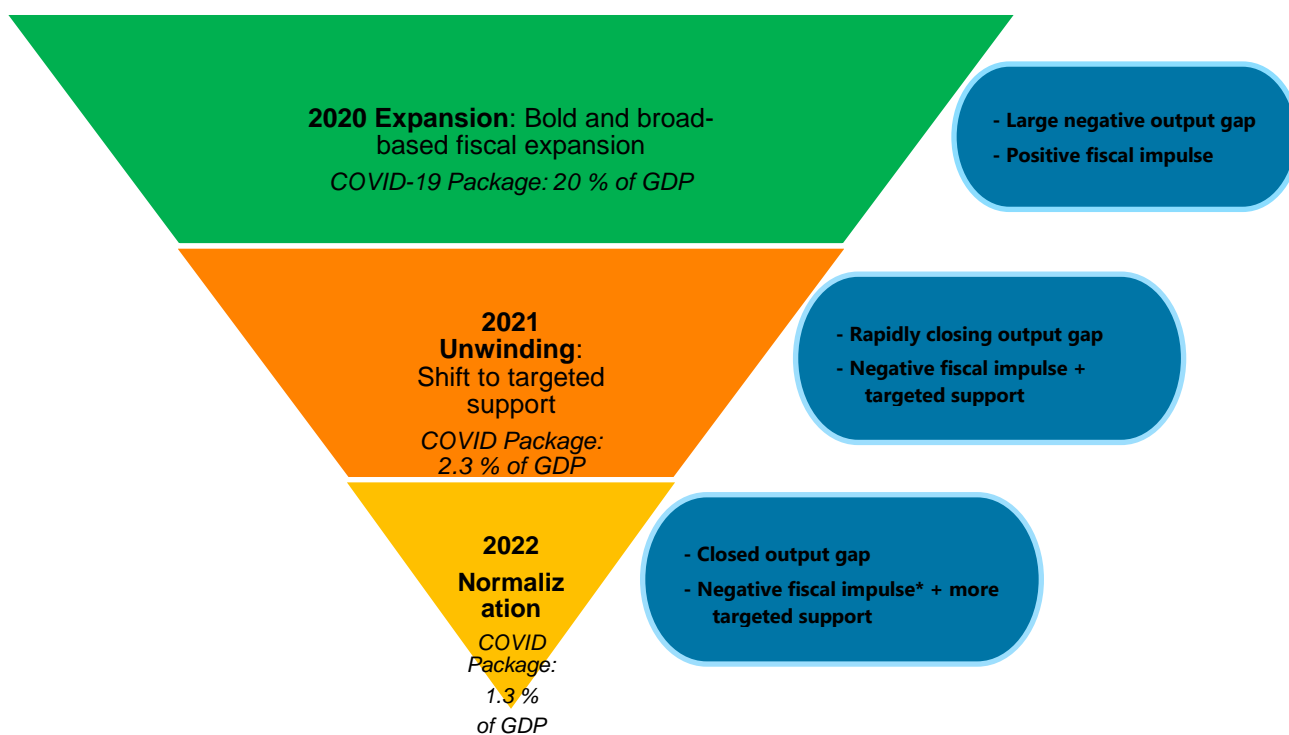 2020 Expansion: Bold and broad-
based fiscal expansion
COVID-19 Package: 20 % of GDP
- Large negative output gap
- Positive fiscal impulse
2021
Unwinding:
Shift to targeted
support
COVID Package:
2.3 % of GDP
- Rapidly closing output gap
- Negative fiscal impulse +
targeted support
2022
Normaliz
ation
COVID
Package:
1.3 %
of GDP
- Closed output gap
- Negative fiscal impulse* + more
targeted support